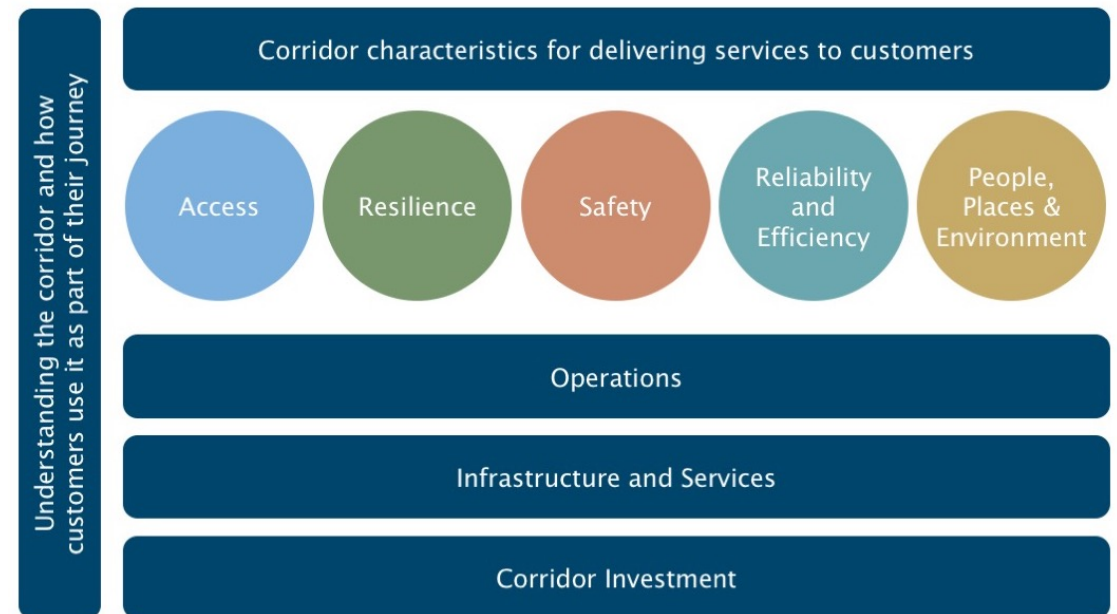 Understanding the corridor and how
customers use it as part of their journey
Corridor characteristics for delivering services to customers
Access
Resilience
Safety
Reliability
and
Efficiency
People,
Places &
Environment
Operations
Infrastructure and Services
Corridor Investment